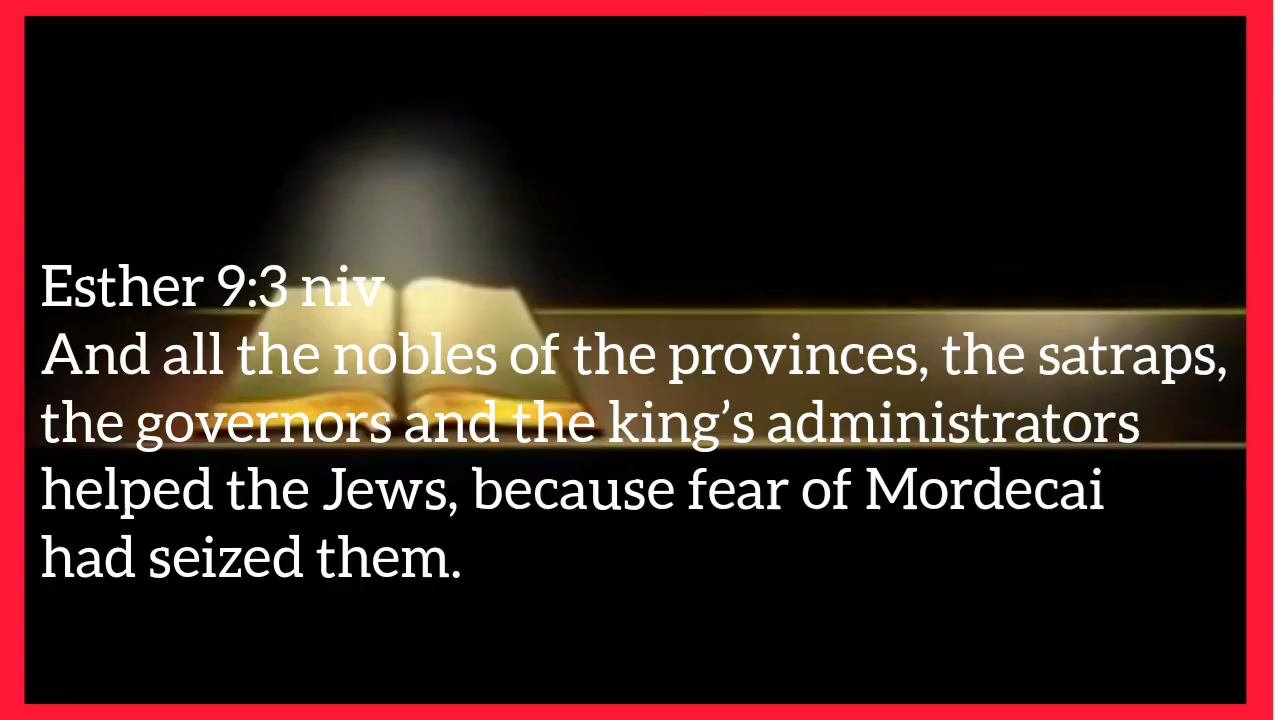 Esther 9:3 niv
And all the nobles of the provinces, the satraps,
the governors and the king’s administrators
helped the Jews, because fear of Mordecai
had seized them.